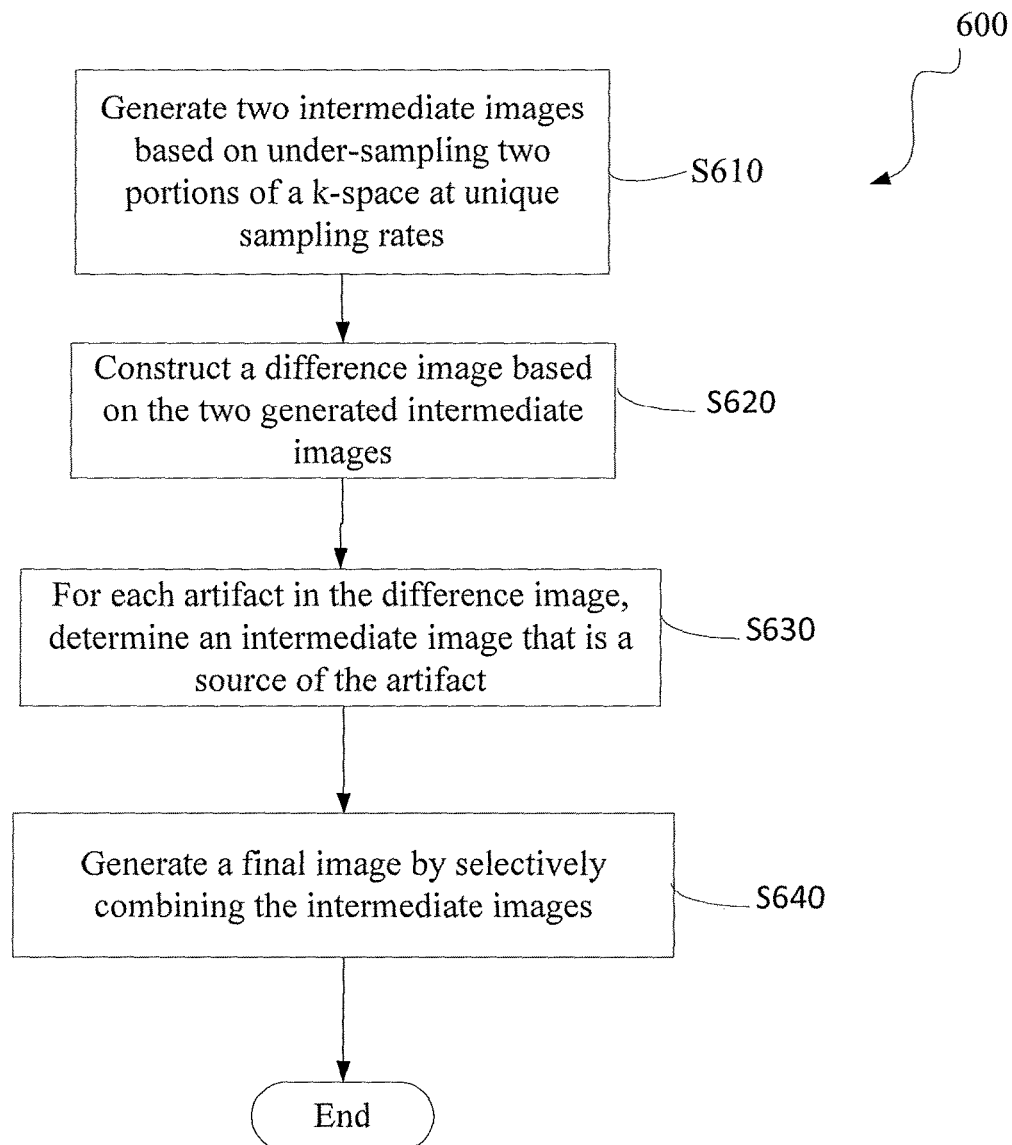 600
Generate two intermediate images
based on under-sampling two
portions of a k-space at unique
sampling rates
S610
Construct a difference image based
on the two generated intermediate
images
S620
For each artifact in the difference image,
determine an intermediate image that is a
source of the artifact
S630
Generate a final image by selectively
combining the intermediate images
S640
End